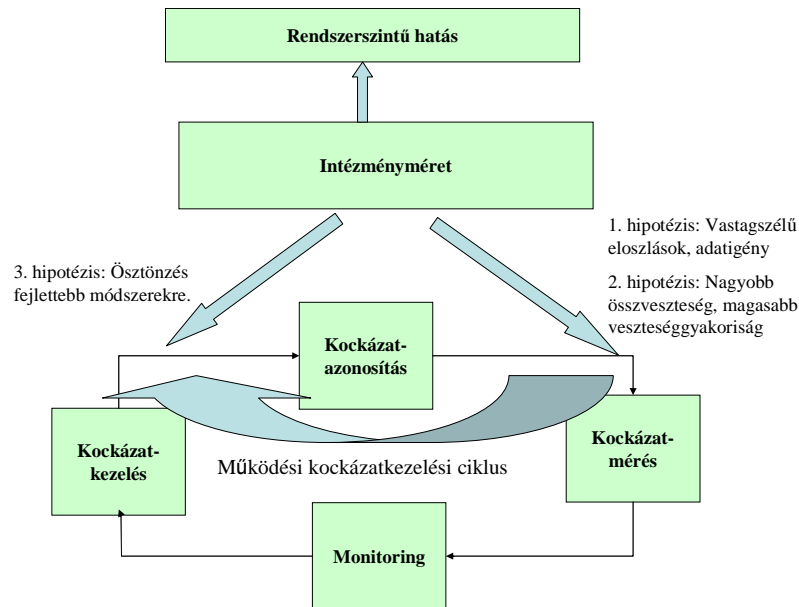 Rendszerszintű hatás
Intézményméret
1. hipotézis: Vastagszélű
eloszlások, adatigény
2. hipotézis: Nagyobb
összveszteség, magasabb
veszteséggyakoriság
3. hipotézis: Ösztönzés
fejlettebb módszerekre.
Kockázat-
azonosítás
Kockázat-
kezelés
Kockázat-
mérés
Működési kockázatkezelési ciklus
Monitoring